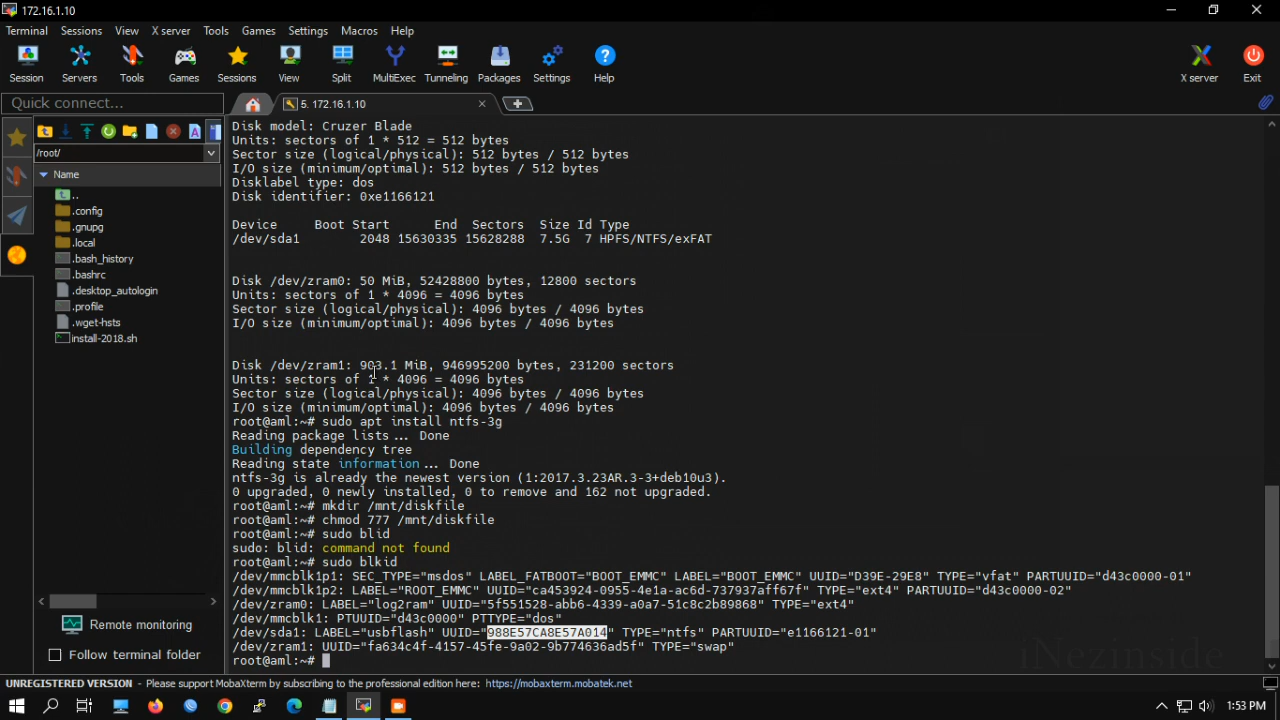 172.16.1.10
Terminal Sessions View X server Tools Games Settings Macros Help
Session Servers Tools Games Sessions View Split MultiExec Tunneling Packages Settings Help X server Exit
Quick connect...
5. 172.16.1.10
/root/
Name
..
.config
.gnupg
.local
.bash_history
.bashrc
.desktop_autologin
.profile
.wget-hsts
install-2018.sh
Remote monitoring
Follow terminal folder
Disk model: Cruzer Blade
Units: sectors of 1 * 512 = 512 bytes
Sector size (logical/physical): 512 bytes / 512 bytes
I/O size (minimum/optimal): 512 bytes / 512 bytes
Disklabel type: dos
Disk identifier: 0xe1166121
Device Boot Start End Sectors Size Id Type
/dev/sda1 2048 15630335 15628288 7.5G 7 HPFS/NTFS/exFAT
Disk /dev/zram0: 50 MiB, 52428800 bytes, 12800 sectors
Units: sectors of 1 * 4096 = 4096 bytes
Sector size (logical/physical): 4096 bytes / 4096 bytes
I/O size (minimum/optimal): 4096 bytes / 4096 bytes
Disk /dev/zram1: 903.1 MiB, 946995200 bytes, 231200 sectors
Units: sectors of 1 * 4096 = 4096 bytes
Sector size (logical/physical): 4096 bytes / 4096 bytes
I/O size (minimum/optimal): 4096 bytes / 4096 bytes
root@aml:~# sudo apt install ntfs-3g
Reading package lists... Done
Building dependency tree
Reading state information... Done
ntfs-3g is already the newest version (1:2017.3.23AR.3-3+deb10u3).
0 upgraded, 0 newly installed, 0 to remove and 162 not upgraded.
root@aml:~# mkdir /mnt/diskfile
root@aml:~# chmod 777 /mnt/diskfile
root@aml:~# sudo blid
sudo: blid: command not found
root@aml:~# sudo blkid
/dev/mmcblk1p1: SEC_TYPE="msdos" LABEL_FATBOOT="BOOT_EMMC" LABEL="BOOT_EMMC" UUID="D39E-29E8" TYPE="vfat" PARTUUID="d43c0000-01"
/dev/mmcblk1p2: LABEL="ROOT_EMMC" UUID="ca453924-0955-4e1a-ac6d-737937aff67f" TYPE="ext4" PARTUUID="d43c0000-02"
/dev/zram0: LABEL="log2ram" UUID="5f551528-abb6-4339-a0a7-51c8c2b89868" TYPE="ext4"
/dev/mmcblk1: PTUUID="d43c0000" PTTYPE="dos"
/dev/sda1: LABEL="usbflash" UUID="988E57CA8E57A014" TYPE="ntfs" PARTUUID="e1166121-01"
/dev/zram1: UUID="fa634c4f-4157-45fe-9a02-9b774636ad5f" TYPE="swap"
root@aml:~#
iNezinside
UNREGISTERED VERSION - Please support MobaXterm by subscribing to the professional edition here: https://mobaxterm.mobatek.net
1:53 PM